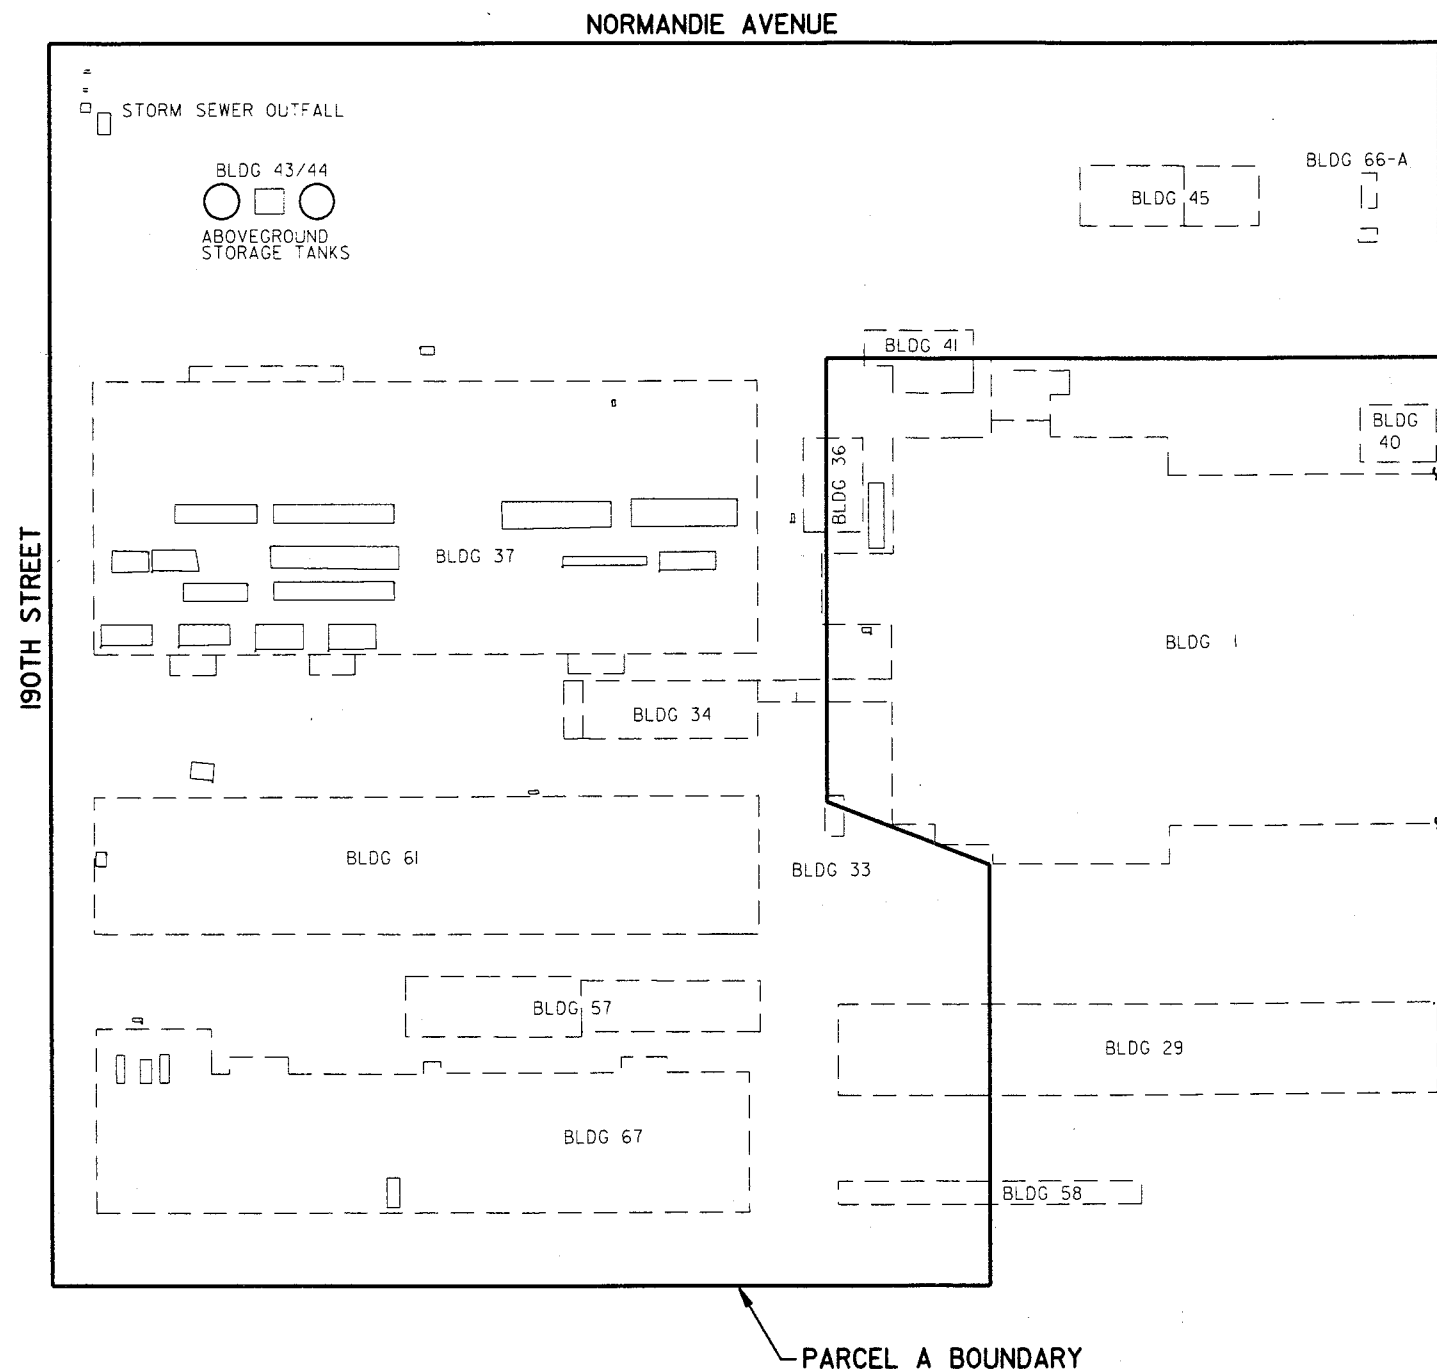 NORMANDIE AVENUE
STORM SEWER OUTFALL
BLDG 43/44
ABOVEGROUND
STORAGE TANKS
BLDG 66-A
BLDG 45
BLDG 41
BLDG
40
BLDG 36
190TH STREET
BLDG 37
BLDG 1
BLDG 34
BLDG 61
BLDG 33
BLDG 57
BLDG 29
BLDG 67
BLDG 58
PARCEL A BOUNDARY